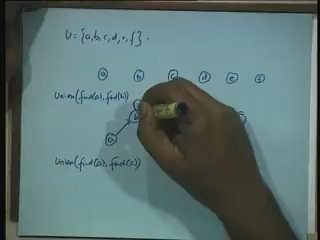 U = {a, b, c, d, e, f}.
a b c d e f
Union(find(a), find(b))
a
Union(find(a), find(c))